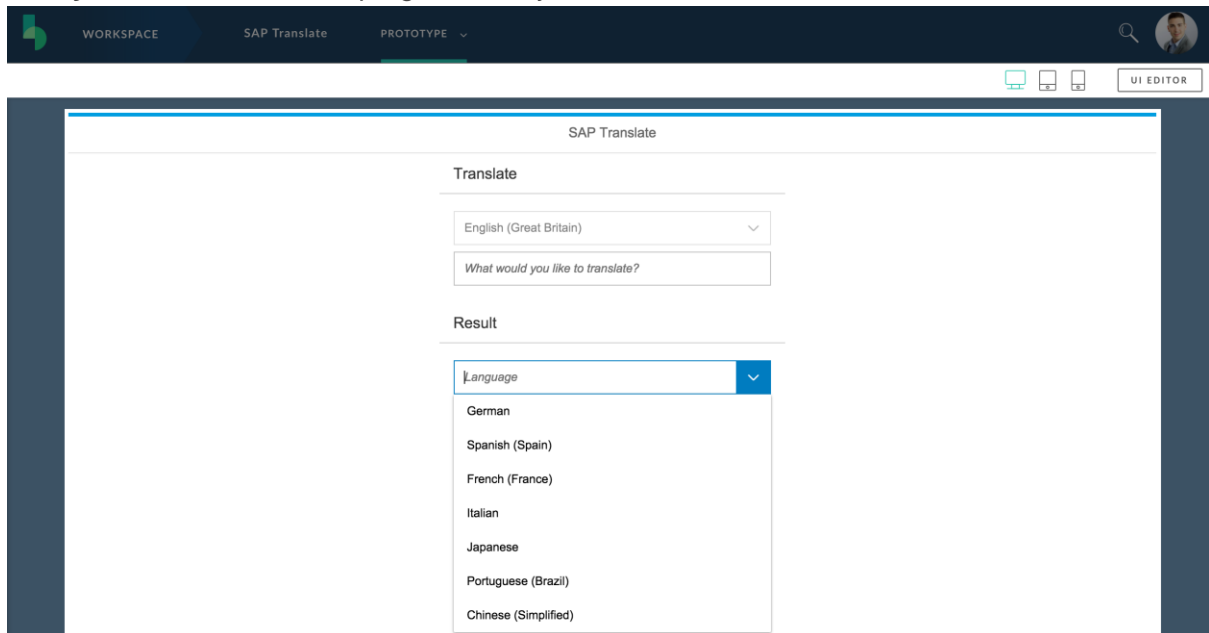 WORKSPACE SAP Translate PROTOTYPE
UI EDITOR
SAP Translate
Translate
English (Great Britain)
What would you like to translate?
Result
Language
German
Spanish (Spain)
French (France)
Italian
Japanese
Portuguese (Brazil)
Chinese (Simplified)